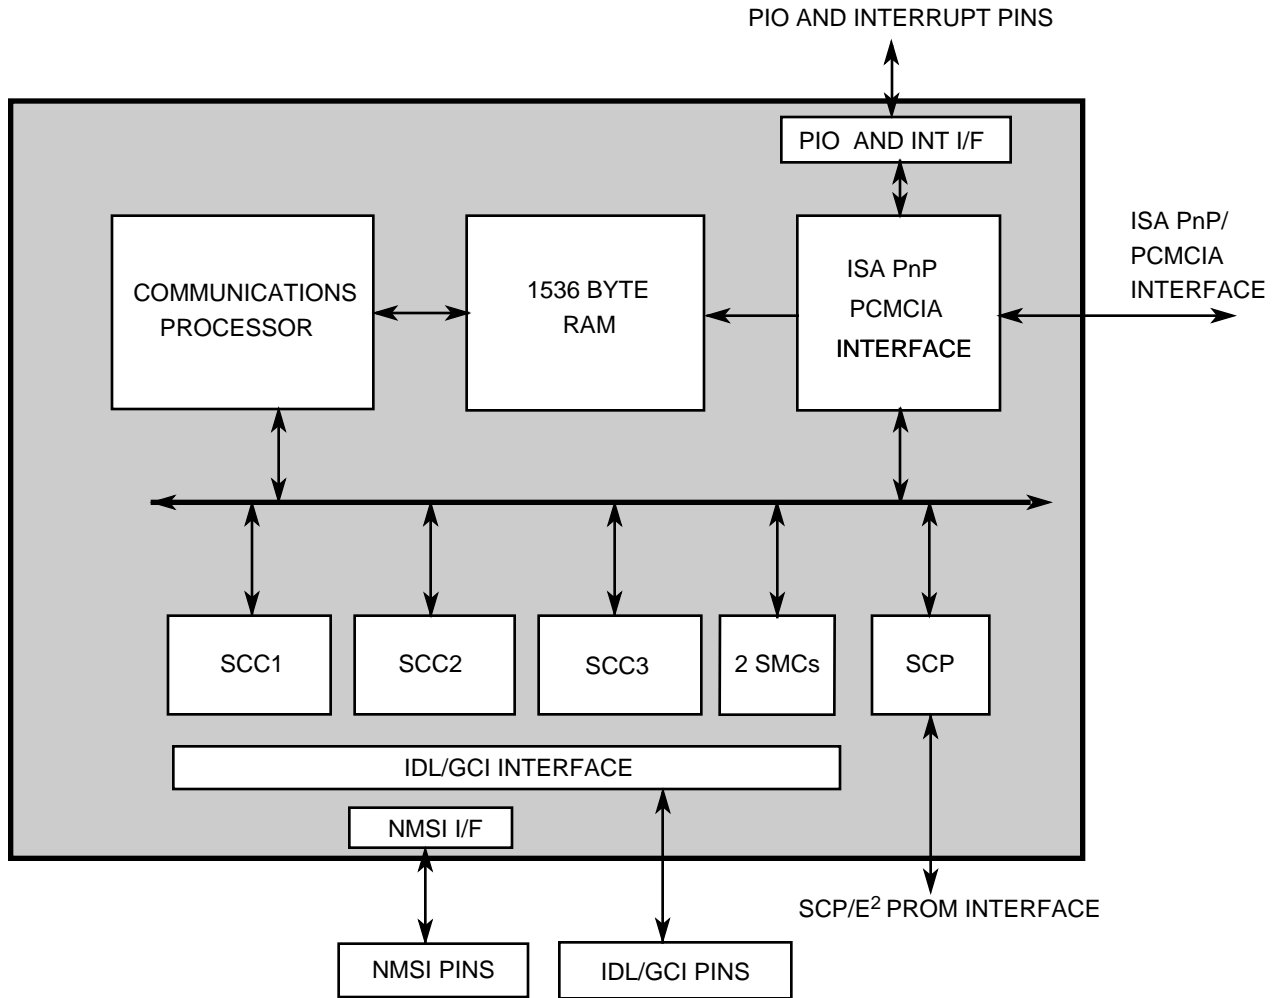 PIO AND INTERRUPT PINS
PIO AND INT I/F
COMMUNICATIONS
PROCESSOR
1536 BYTE
RAM
ISA PnP
PCMCIA
INTERFACE
ISA PnP/
PCMCIA
INTERFACE
SCC1
SCC2
SCC3
2 SMCs
SCP
IDL/GCI INTERFACE
NMSI I/F
SCP/E² PROM INTERFACE
NMSI PINS
IDL/GCI PINS